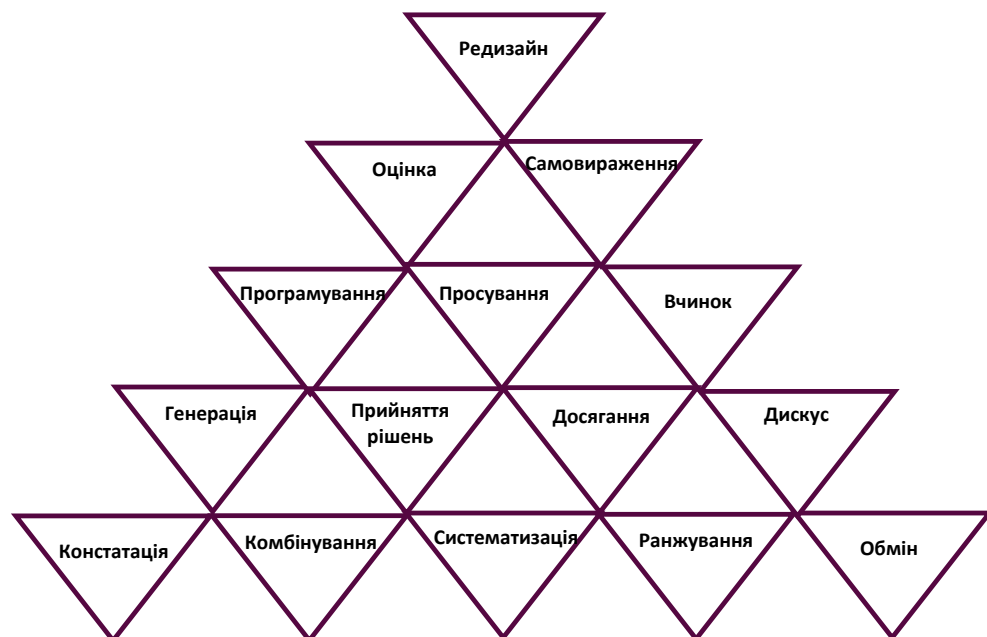 Редизайн
Оцінка
Самовираження
Програмування
Просування
Вчинок
Генерація
Прийняття
рішень
Досягання
Дискус
Констатація
Комбінування
Систематизація
Ранжування
Обмін